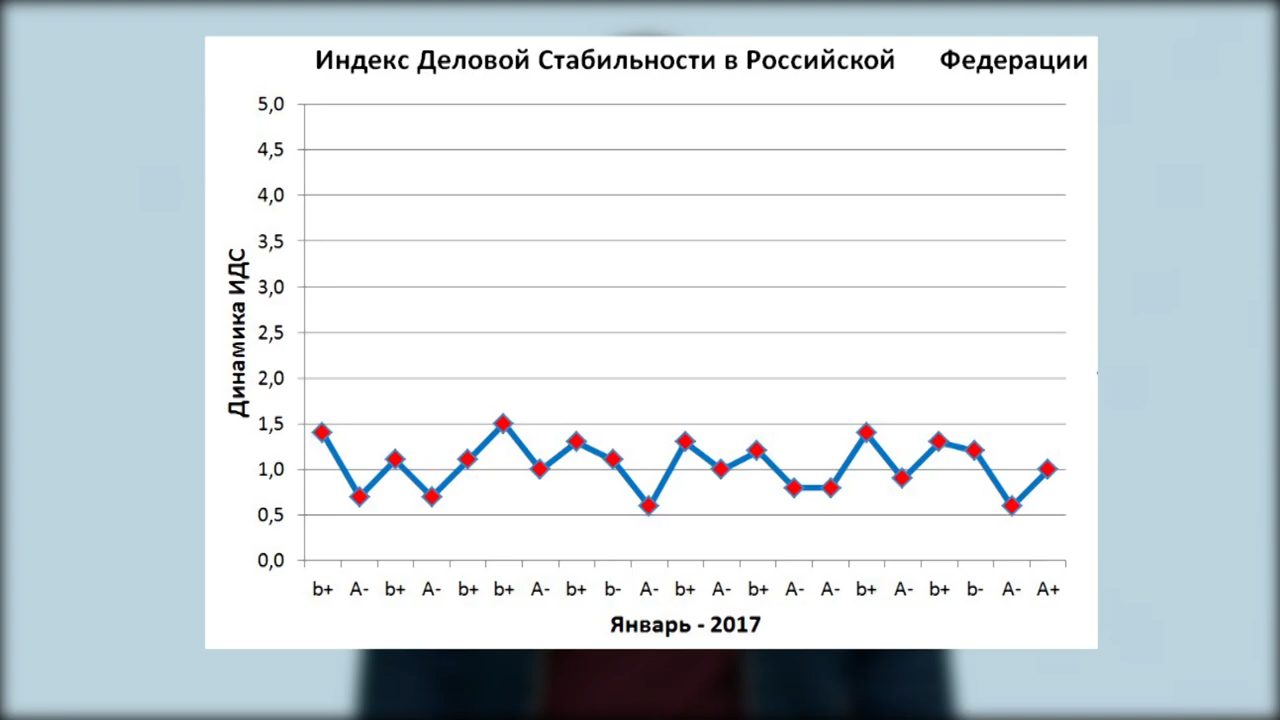 Индекс Деловой Стабильности в Российской Федерации
5,0
4,5
4,0
3,5
3,0
2,5
2,0
1,5
1,0
0,5
0,0
Динамика ИДС
b+ A- b+ A- b+ b+ A- b+ b- A- b+ A- b+ A- A- b+ A- b+ b- A- A+
Январь - 2017